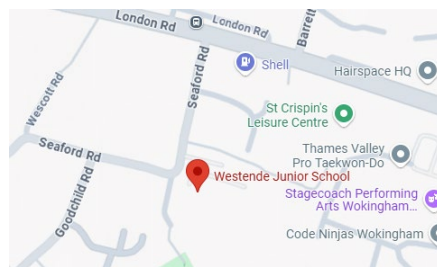 London Rd
London Rd
Barrett
Shell
Hairspace HQ
Seaford Rd
Wescott Rd
St Crispin's
Leisure Centre
Thames Valley
Pro Taekwon-Do
Seaford Rd
Westende Junior School
Stagecoach Performing
Arts Wokingham...
Goodchild Rd
Code Ninjas Wokingham